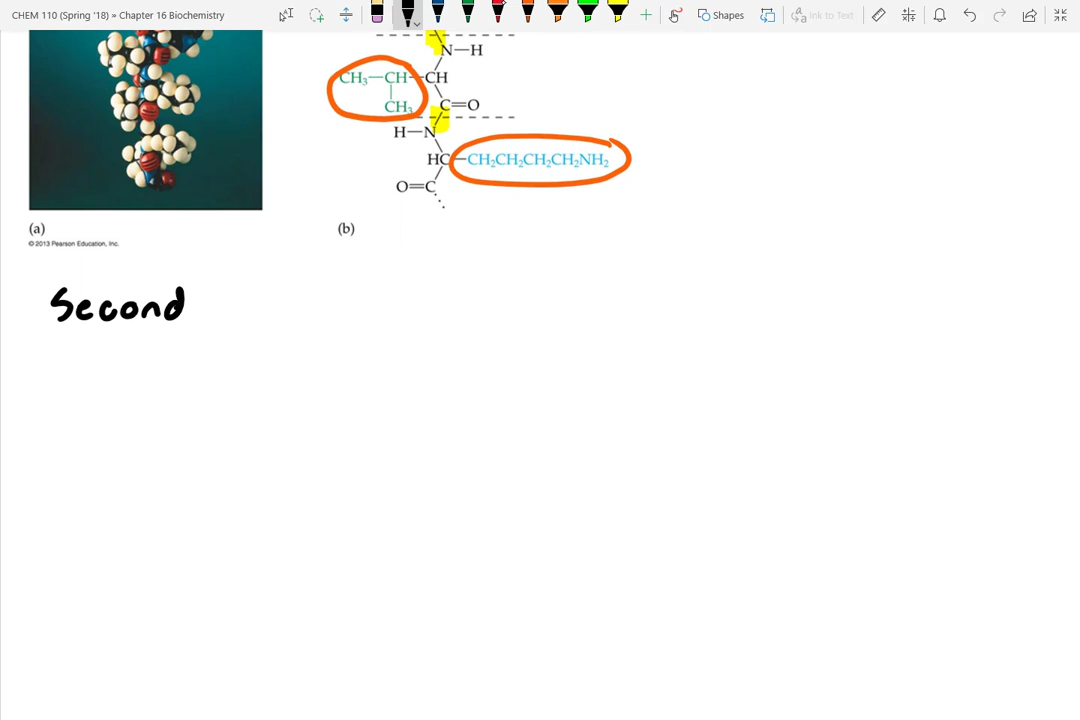 CHEM 110 (Spring '18) » Chapter 16 Biochemistry
Shapes
Ink to Text
N—H
CH₃—CH—CH
CH₃ C=O
H—N
HC—CH₂CH₂CH₂CH₂NH₂
O=C
(a) (b)
© 2013 Pearson Education, Inc.
Second